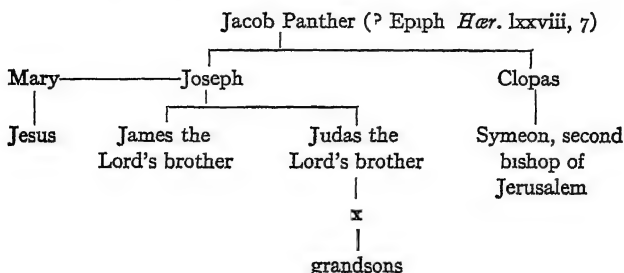 Jacob Panther (? Epiph Hær. lxxviii, 7)
Mary Joseph Clopas
Jesus James the Judas the Symeon, second
Lord's brother Lord's brother bishop of
Jerusalem
x
grandsons